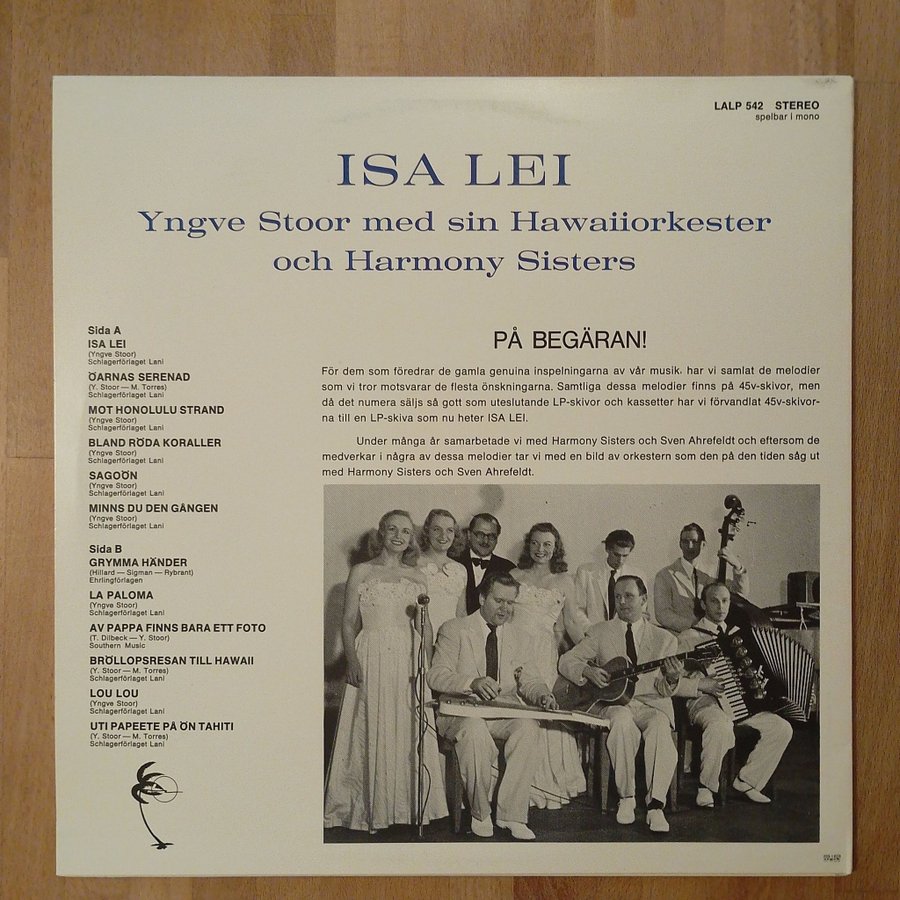 LALP 542 STEREO
spelbar i mono
ISA LEI
Yngve Stoor med sin Hawaiiorkester
och Harmony Sisters
Sida A
ISA LEI
(Yngve Stoor)
Schlagerförlaget Lani
ÖARNAS SERENAD
(Y. Stoor — M. Torres)
Schlagerförlaget Lani
MOT HONOLULU STRAND
(Yngve Stoor)
Schlagerförlaget Lani
BLAND RÖDA KORALLER
(Yngve Stoor)
Schlagerförlaget Lani
SAGOÖN
(Yngve Stoor)
Schlagerförlaget Lani
MINNS DU DEN GÅNGEN
(Yngve Stoor)
Schlagerförlaget Lani
Sida B
GRYMMA HÄNDER
(Hillard — Sigman — Rybrant)
Ehrlingförlagen
LA PALOMA
(Yngve Stoor)
Schlagerförlaget Lani
AV PAPPA FINNS BARA ETT FOTO
(T. Dilbeck — Y. Stoor)
Southern Music
BRÖLLOPSRESAN TILL HAWAII
(Y. Stoor — M. Torres)
Schlagerförlaget Lani
LOU LOU
(Yngve Stoor)
Schlagerförlaget Lani
UTI PAPEETE PÅ ÖN TAHITI
(Y. Stoor — M. Torres)
Schlagerförlaget Lani
PÅ BEGÄRAN!
För dem som föredrar de gamla genuina inspelningarna av vår musik, har vi samlat de melodier
som vi tror motsvarar de flesta önskningarna. Samtliga dessa melodier finns på 45v-skivor, men
då det numera säljs så gott som uteslutande LP-skivor och kassetter har vi förvandlat 45v-skivor-
na till en LP-skiva som nu heter ISA LEI.
Under många år samarbetade vi med Harmony Sisters och Sven Ahrefeldt och eftersom de
medverkar i några av dessa melodier tar vi med en bild av orkestern som den på den tiden såg ut
med Harmony Sisters och Sven Ahrefeldt.